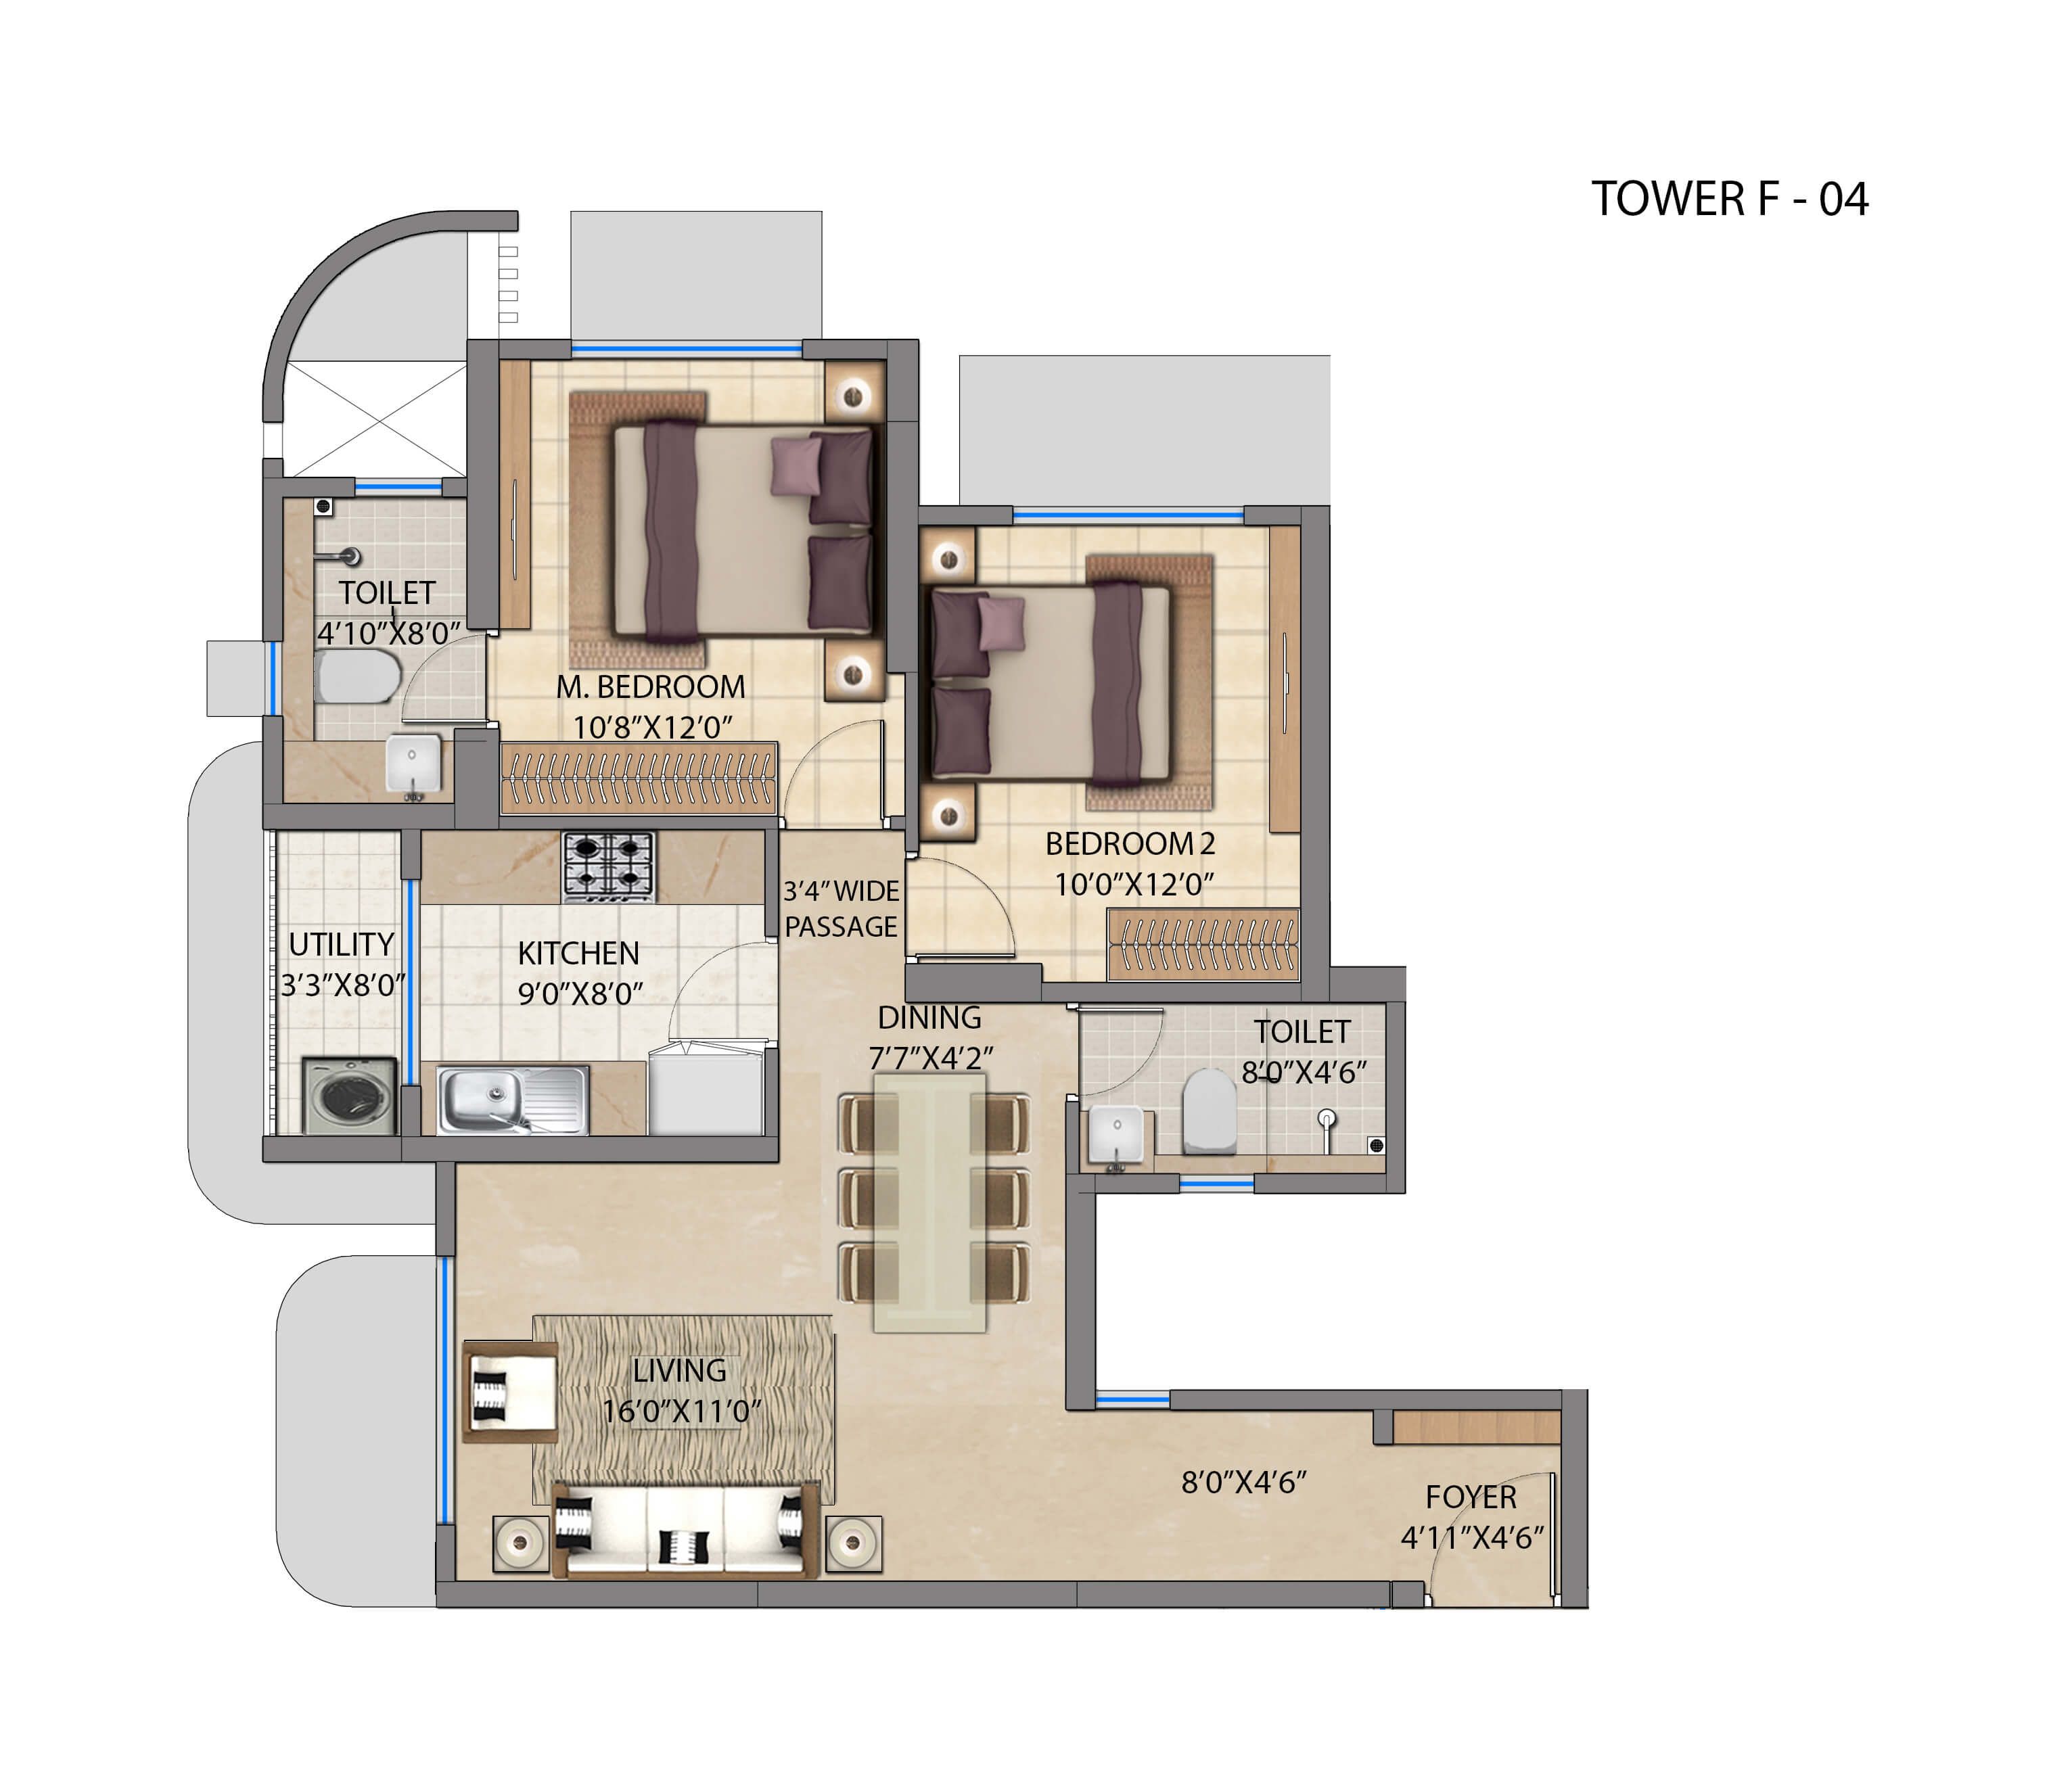 TOWER F - 04
TOILET
4'10"X8'0"
M. BEDROOM
10'8"X12'0"
BEDROOM 2
10'0"X12'0"
3'4" WIDE
PASSAGE
UTILITY
3'3"X8'0"
KITCHEN
9'0"X8'0"
DINING
7'7"X4'2"
TOILET
8'0"X4'6"
LIVING
16'0"X11'0"
8'0"X4'6"
FOYER
4'11"X4'6"